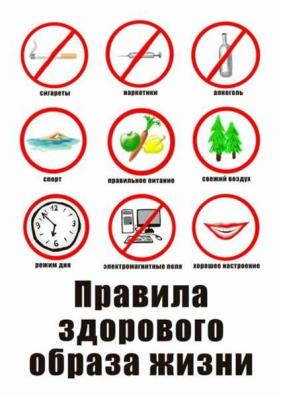 сигареты
наркотики
алкоголь
спорт
правильное питание
свежий воздух
режим дня
электромагнитные поля
хорошее настроение
Правила
здорового
образа жизни